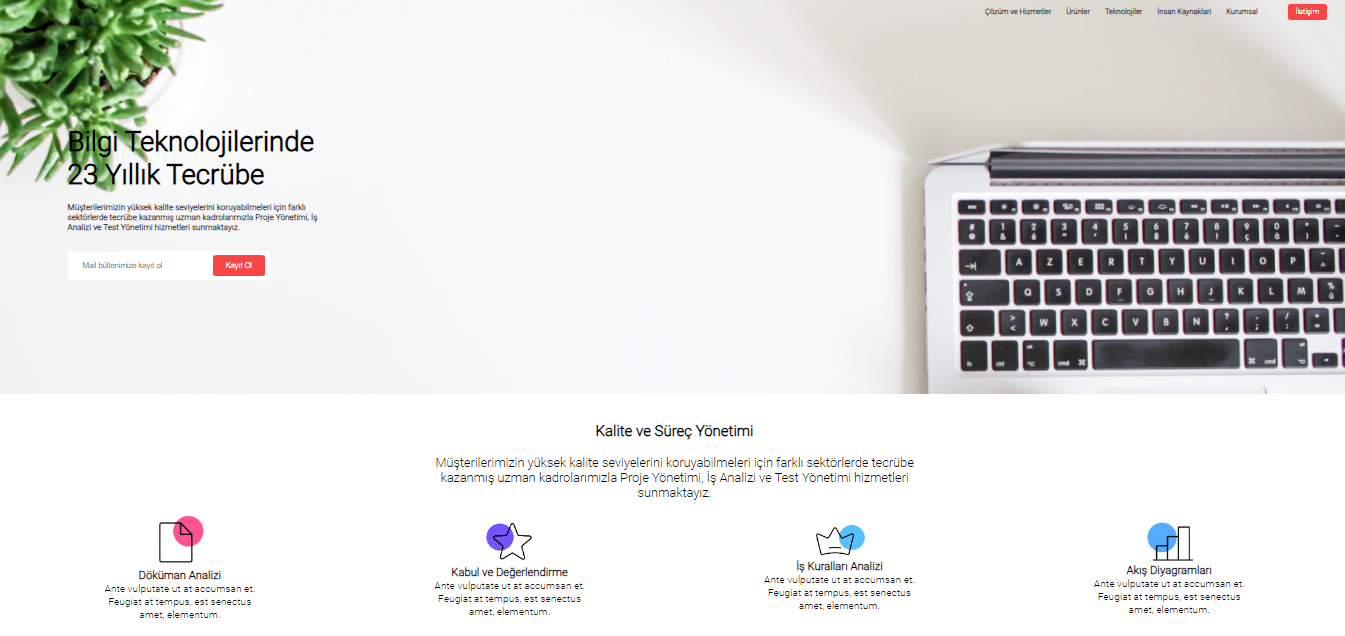 Çözüm ve Hizmetler Ürünler Teknolojiler İnsan Kaynakları Kurumsal İletişim
Bilgi Teknolojilerinde
23 Yıllık Tecrübe
Müşterilerimizin yüksek kalite seviyelerini koruyabilmeleri için farklı
sektörlerde tecrübe kazanmış uzman kadrolarımızla Proje Yönetimi, İş
Analizi ve Test Yönetimi hizmetleri sunmaktayız.
Mail bültenimize kayıt ol Kayıt Ol
esc
A Z E R T Y U I O P
Q S D F G H J K L M
W X C V B N
fn ctrl cmd cmd
Kalite ve Süreç Yönetimi
Müşterilerimizin yüksek kalite seviyelerini koruyabilmeleri için farklı sektörlerde tecrübe
kazanmış uzman kadrolarımızla Proje Yönetimi, İş Analizi ve Test Yönetimi hizmetleri
sunmaktayız.
Döküman Analizi
Ante vulputate ut at accumsan et.
Feugiat at tempus, est senectus
amet, elementum.
Kabul ve Değerlendirme
Ante vulputate ut at accumsan et.
Feugiat at tempus, est senectus
amet, elementum.
İş Kuralları Analizi
Ante vulputate ut at accumsan et.
Feugiat at tempus, est senectus
amet, elementum.
Akış Diyagramları
Ante vulputate ut at accumsan et.
Feugiat at tempus, est senectus
amet, elementum.